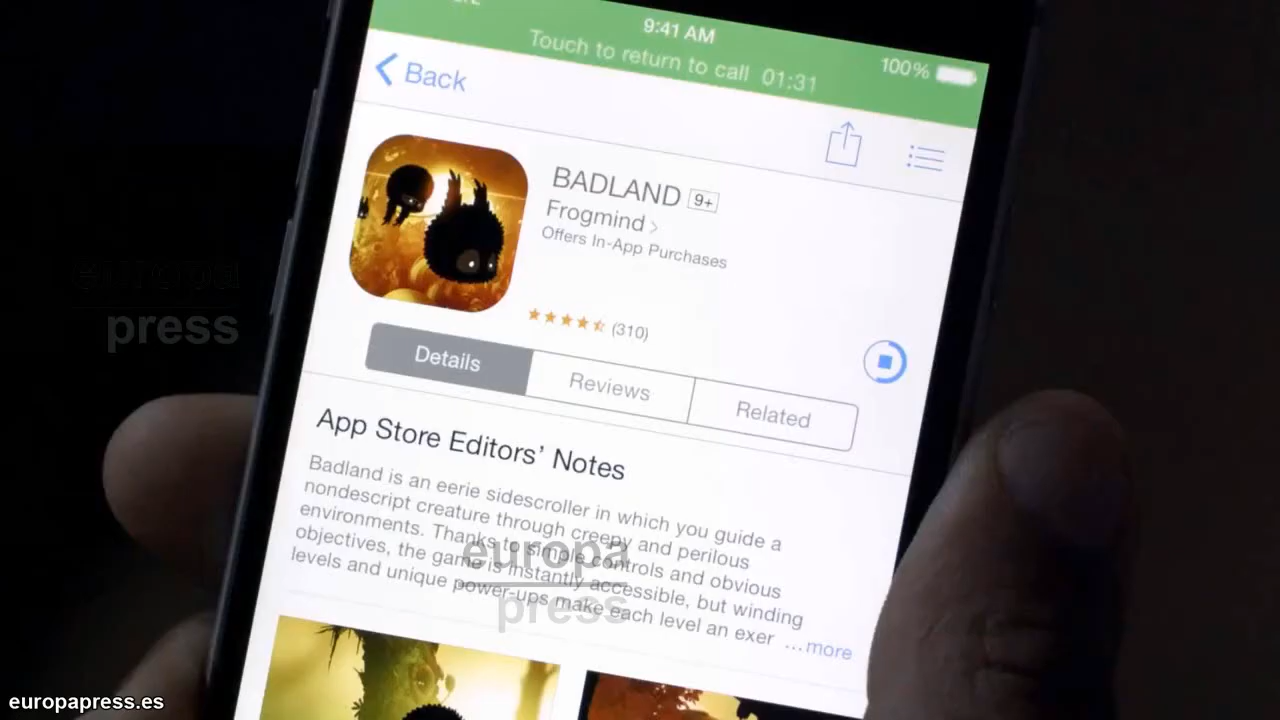 9:41 AM
Touch to return to call 01:31
100%
Back
BADLAND 9+
Frogmind
Offers In-App Purchases
(310)
Details
Reviews
Related
App Store Editors’ Notes
Badland is an eerie sidescroller in which you guide a
nondescript creature through creepy and perilous
environments. Thanks to simple controls and obvious
objectives, the game is instantly accessible, but winding
levels and unique power-ups make each level an exer
...more
europa
press
europa
press
europapress.es